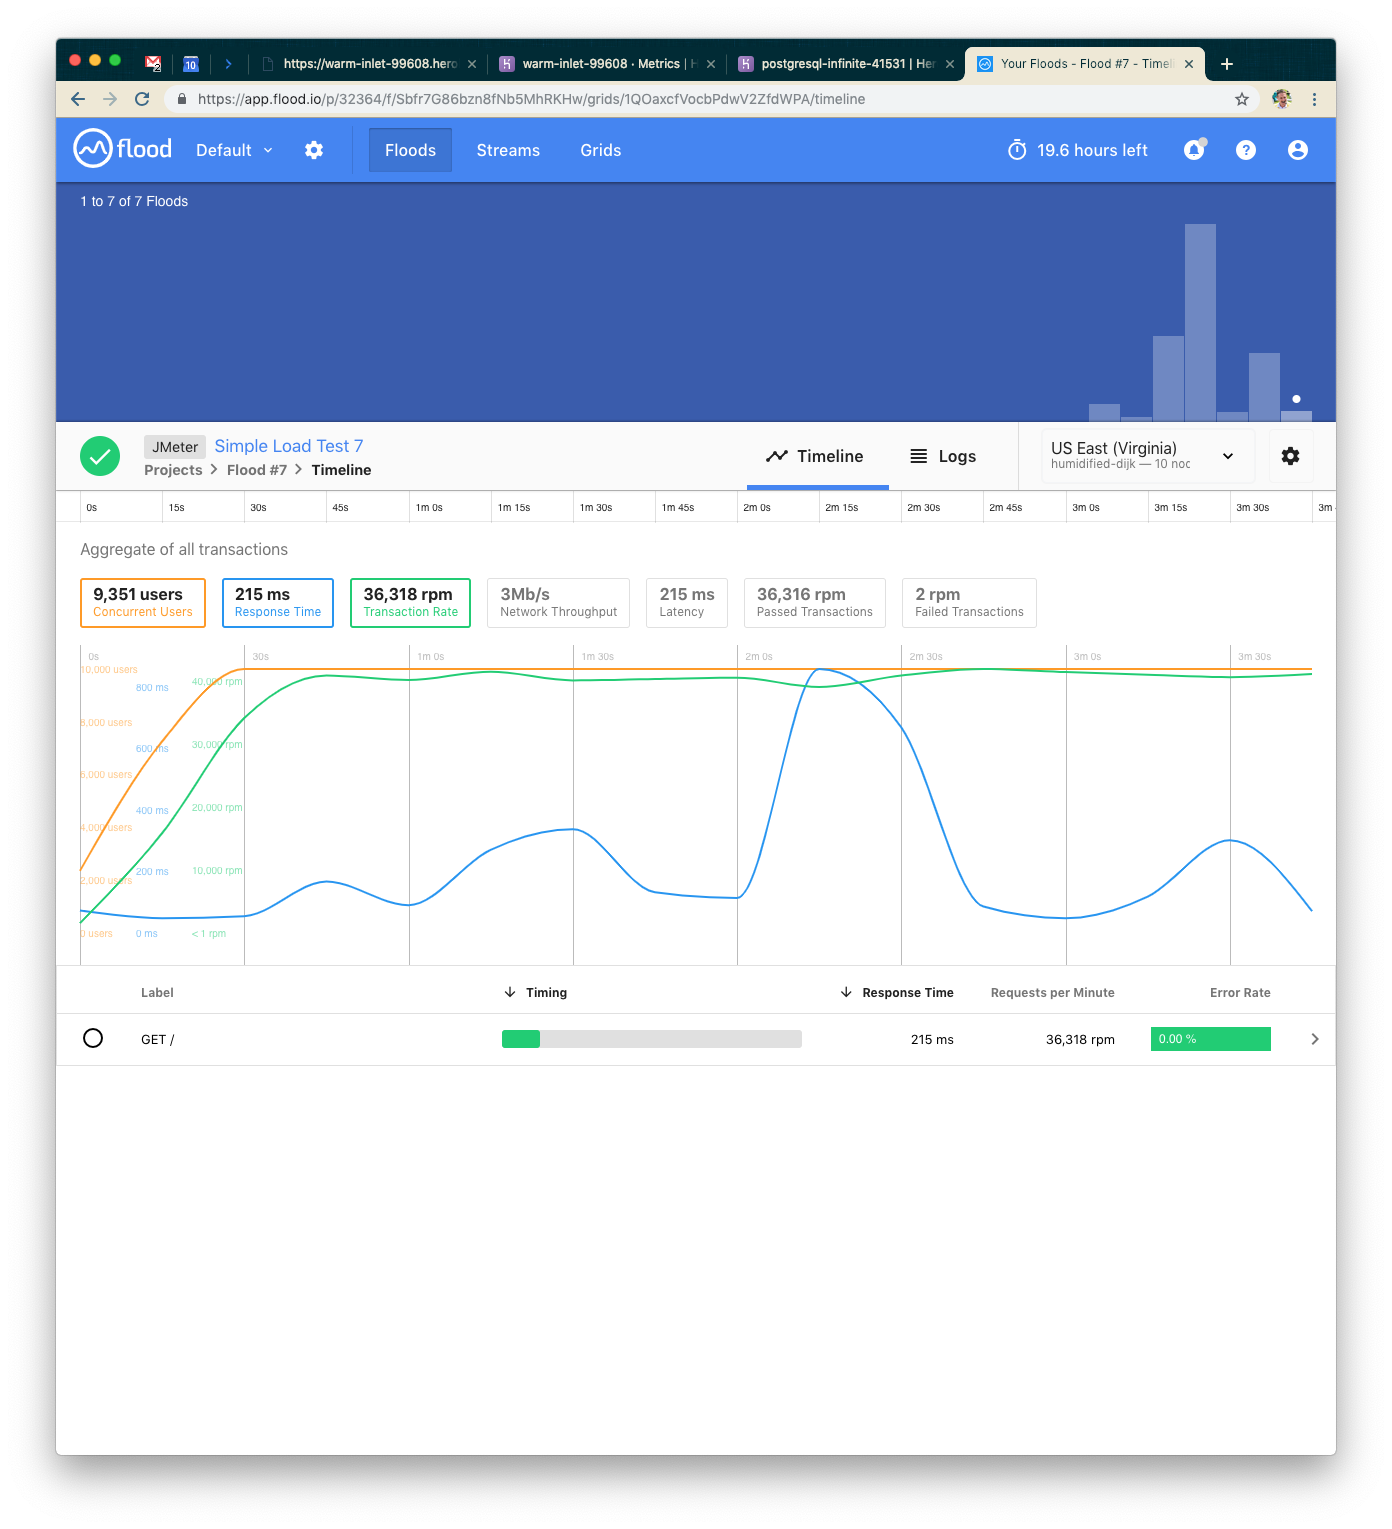 2
10
https://warm-inlet-99608.hero
warm-inlet-99608 · Metrics | H
postgresql-infinite-41531 | Her
Your Floods - Flood #7 - Timeli
https://app.flood.io/p/32364/f/Sbfr7G86bzn8fNb5MhRKHw/grids/1QOaxcfVocbPdwV2ZfdWPA/timeline
flood
Default
Floods
Streams
Grids
19.6 hours left
1 to 7 of 7 Floods
JMeter Simple Load Test 7
Projects > Flood #7 > Timeline
Timeline
Logs
US East (Virginia)
humidified-dijk — 10 noc
0s 15s 30s 45s 1m 0s 1m 15s 1m 30s 1m 45s 2m 0s 2m 15s 2m 30s 2m 45s 3m 0s 3m 15s 3m 30s 3m
Aggregate of all transactions
9,351 users
Concurrent Users
215 ms
Response Time
36,318 rpm
Transaction Rate
3Mb/s
Network Throughput
215 ms
Latency
36,316 rpm
Passed Transactions
2 rpm
Failed Transactions
0s 30s 1m 0s 1m 30s 2m 0s 2m 30s 3m 0s 3m 30s
10,000 users
800 ms 40,000 rpm
8,000 users
600 ms 30,000 rpm
6,000 users
400 ms 20,000 rpm
4,000 users
200 ms 10,000 rpm
2,000 users
0 users 0 ms < 1 rpm
Label Timing Response Time Requests per Minute Error Rate
GET / 215 ms 36,318 rpm 0.00 %